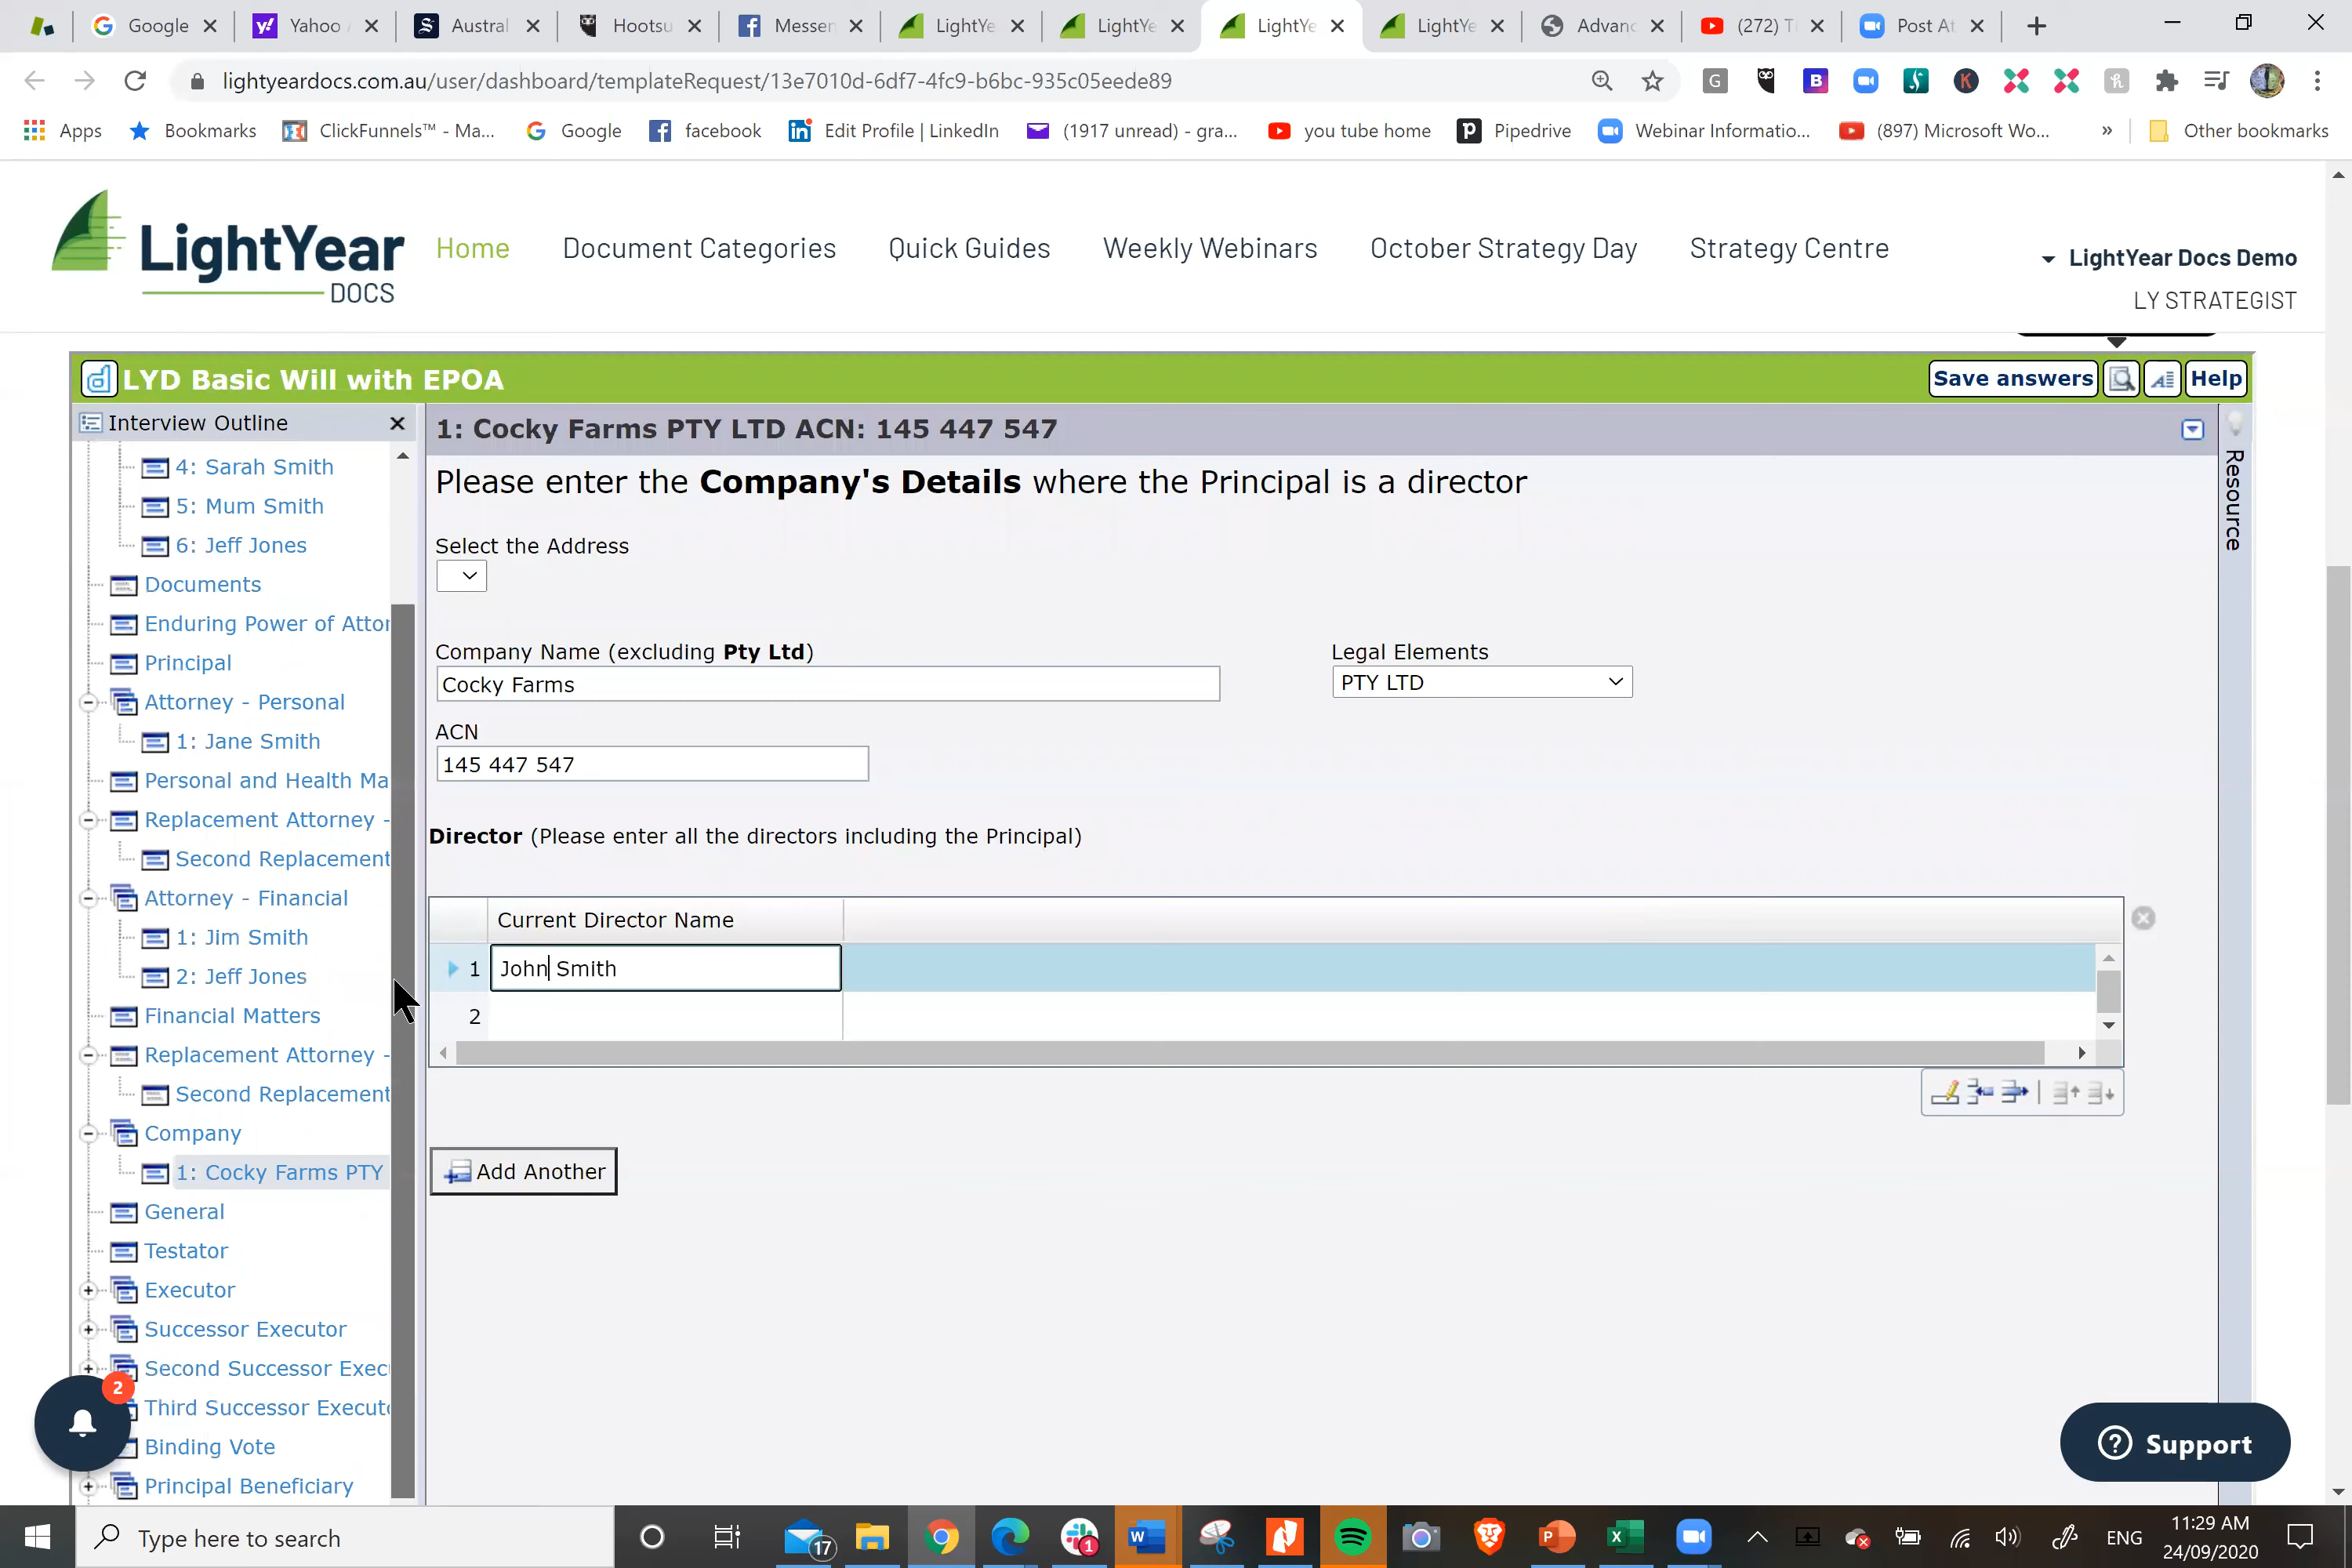 Google
Yahoo
Austral
Hootsu
Messen
LightYe
LightYe
LightYe
LightYe
Advanc
(272) T
Post At
lightyeardocs.com.au/user/dashboard/templateRequest/13e7010d-6df7-4fc9-b6bc-935c05eede89
Apps
Bookmarks
ClickFunnels™ - Ma...
Google
facebook
Edit Profile | LinkedIn
(1917 unread) - gra...
you tube home
Pipedrive
Webinar Informatio...
(897) Microsoft Wo...
»
Other bookmarks
LightYear
DOCS
Home
Document Categories
Quick Guides
Weekly Webinars
October Strategy Day
Strategy Centre
LightYear Docs Demo
LY STRATEGIST
LYD Basic Will with EPOA
Save answers
Help
Interview Outline
4: Sarah Smith
5: Mum Smith
6: Jeff Jones
Documents
Enduring Power of Attor
Principal
Attorney - Personal
1: Jane Smith
Personal and Health Ma
Replacement Attorney -
Second Replacement
Attorney - Financial
1: Jim Smith
2: Jeff Jones
Financial Matters
Replacement Attorney -
Second Replacement
Company
1: Cocky Farms PTY
General
Testator
Executor
Successor Executor
Second Successor Exec
Third Successor Execut
Binding Vote
Principal Beneficiary
2
1: Cocky Farms PTY LTD ACN: 145 447 547
Please enter the Company's Details where the Principal is a director
Select the Address
Company Name (excluding Pty Ltd)
Cocky Farms
Legal Elements
PTY LTD
ACN
145 447 547
Director (Please enter all the directors including the Principal)
Current Director Name
1 John Smith
2
Add Another
Resource
Support
Type here to search
17
1
ENG
11:29 AM
24/09/2020